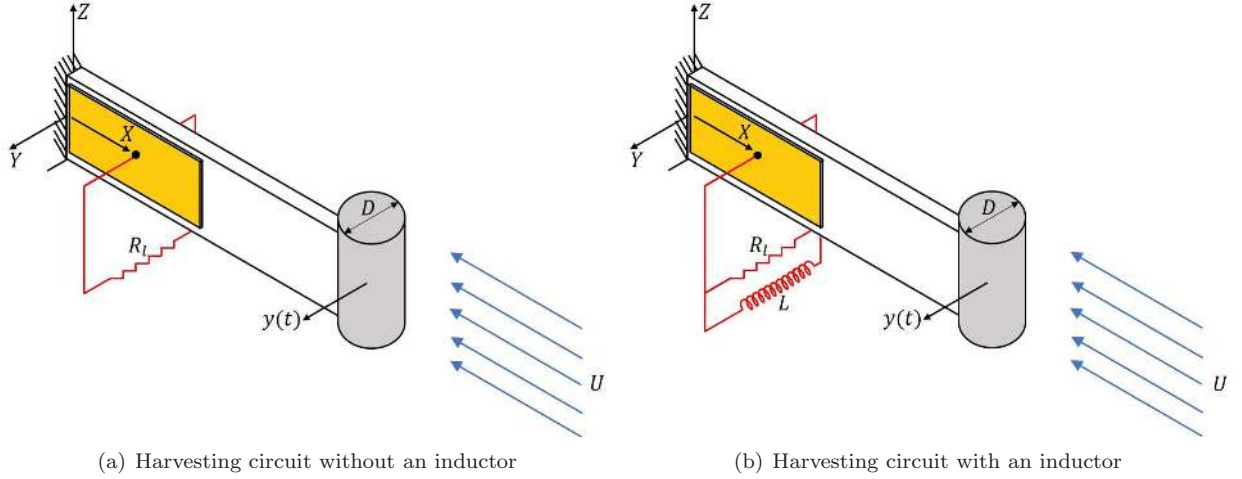 Z
X
Y
R_l
D
y(t)
U
(a) Harvesting circuit without an inductor
Z
X
Y
R_l
L
D
y(t)
U
(b) Harvesting circuit with an inductor